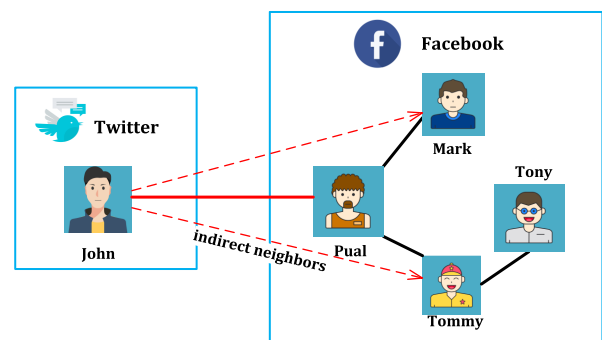 Facebook
Twitter
Mark
Tony
John
indirect neighbors
Pual
Tommy